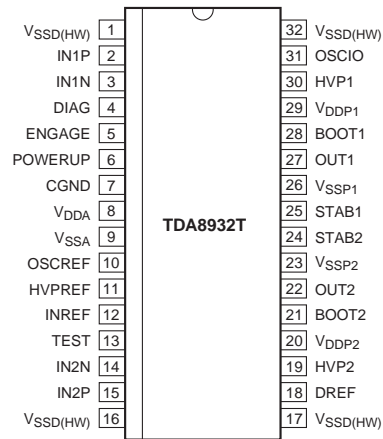 VSSD(HW) 1
IN1P 2
IN1N 3
DIAG 4
ENGAGE 5
POWERUP 6
CGND 7
VDDA 8
VSSA 9
OSCREF 10
HVPREF 11
INREF 12
TEST 13
IN2N 14
IN2P 15
VSSD(HW) 16
TDA8932T
32 VSSD(HW)
31 OSCIO
30 HVP1
29 VDDP1
28 BOOT1
27 OUT1
26 VSSP1
25 STAB1
24 STAB2
23 VSSP2
22 OUT2
21 BOOT2
20 VDDP2
19 HVP2
18 DREF
17 VSSD(HW)